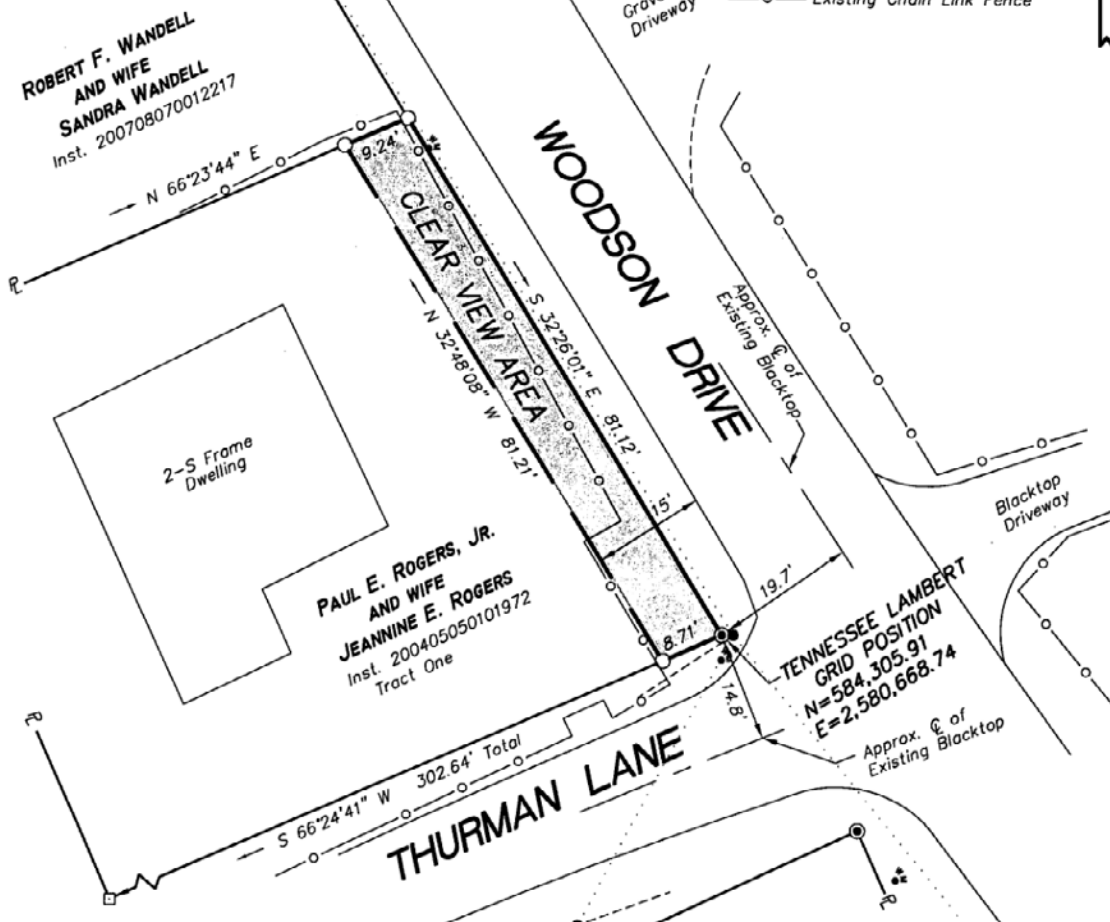 Driveway
Existing Chain Link Fence
ROBERT F. WANDELL
AND WIFE
SANDRA WANDELL
Inst. 200708070012217
N 66°23'44" E
9.24'
CLEAR VIEW AREA
WOODSON DRIVE
S 32°26'01" E 81.12'
N 32°48'08" W 81.21'
Approx. ℄ of
Existing Blacktop
2-S Frame
Dwelling
Blacktop
Driveway
15'
19.7'
PAUL E. ROGERS, JR.
AND WIFE
JEANNINE E. ROGERS
Inst. 200405050101972
Tract One
8.71'
14.8'
TENNESSEE LAMBERT
GRID POSITION
N=584,305.91
E=2,580,668.74
Approx. ℄ of
Existing Blacktop
S 66°24'41" W 302.64' Total
THURMAN LANE